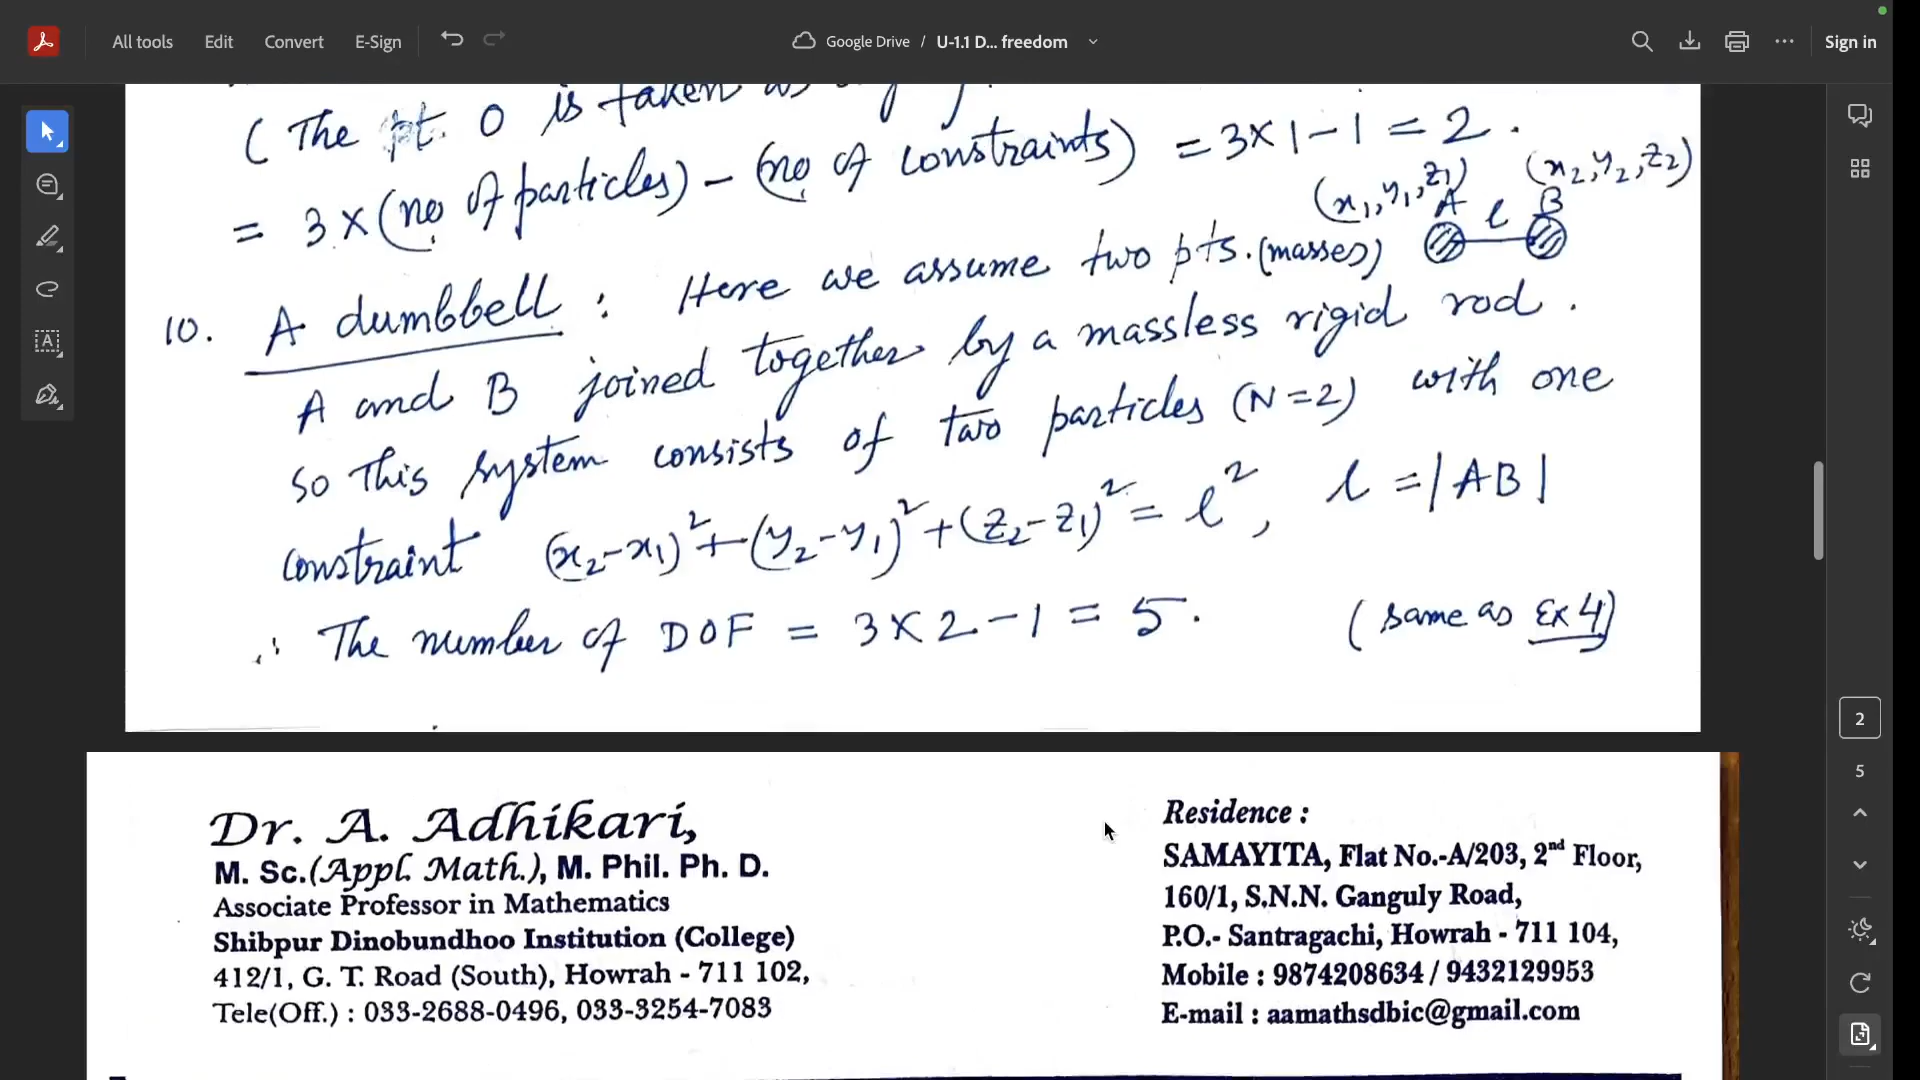 All tools Edit Convert E-Sign Google Drive / U-1.1 D... freedom Sign in
(The pt. O is taken as
= 3 × (no of particles) - (no of constraints) = 3×1-1 = 2.
(x₁,y₁,z₁) (x₂,y₂,z₂)
A l B
10. A dumbbell : Here we assume two pts. (masses)
A and B joined together by a massless rigid rod.
So this system consists of two particles (N=2) with one
constraint (x₂-x₁)²+(y₂-y₁)²+(z₂-z₁)² = l², l = |AB|
∴ The number of DOF = 3×2-1 = 5. (same as Ex 4)
2
5
Dr. A. Adhikari,
M. Sc.(Appl. Math.), M. Phil. Ph. D.
Associate Professor in Mathematics
Shibpur Dinobundhoo Institution (College)
412/1, G. T. Road (South), Howrah - 711 102,
Tele(Off.) : 033-2688-0496, 033-3254-7083
Residence :
SAMAYITA, Flat No.-A/203, 2nd Floor,
160/1, S.N.N. Ganguly Road,
P.O.- Santragachi, Howrah - 711 104,
Mobile : 9874208634 / 9432129953
E-mail : aamathsdbic@gmail.com